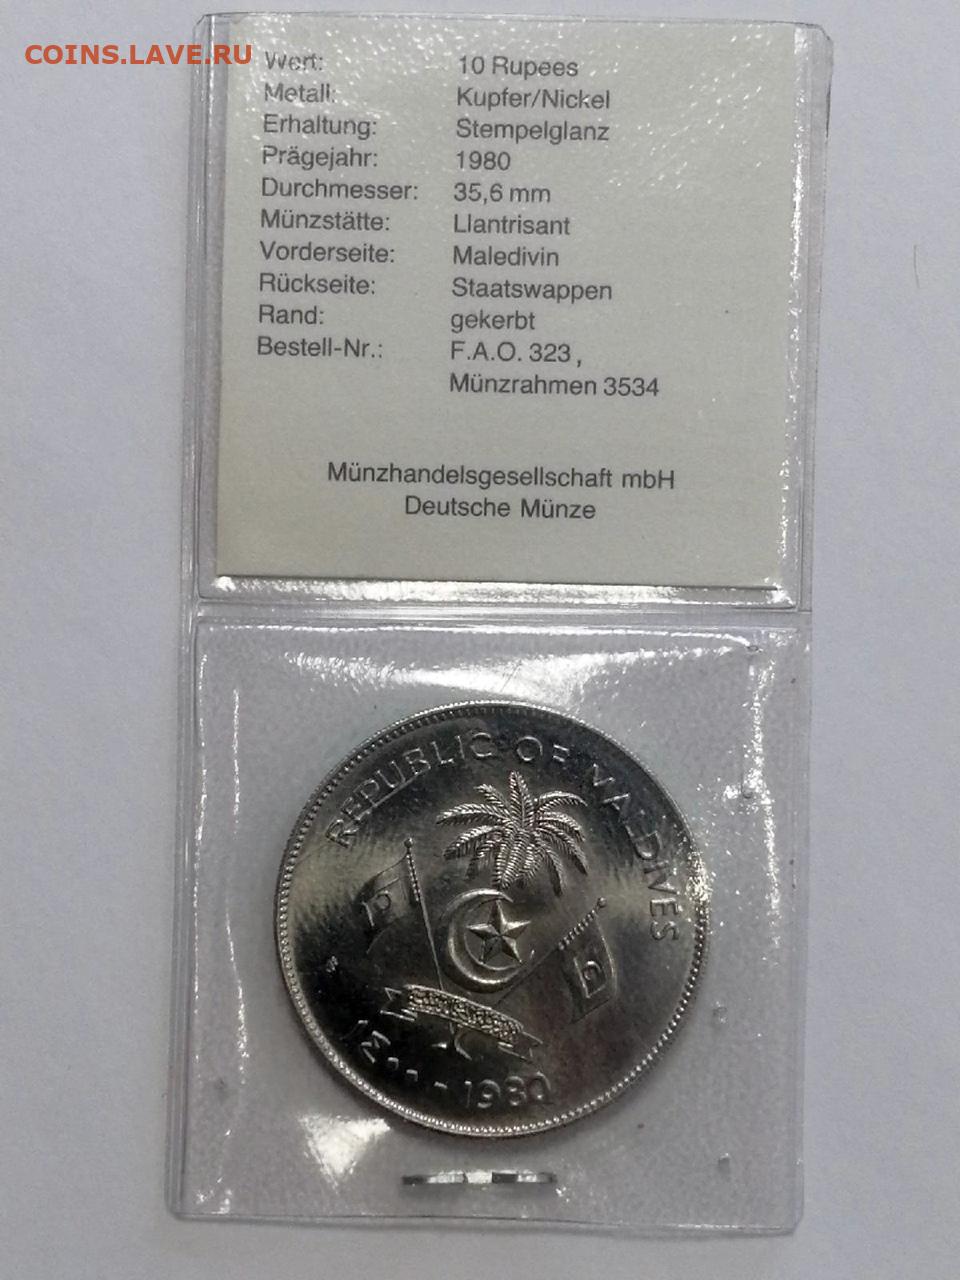 COINS.LAVE.RU
Wert: 10 Rupees
Metall: Kupfer/Nickel
Erhaltung: Stempelglanz
Prägejahr: 1980
Durchmesser: 35,6 mm
Münzstätte: Llantrisant
Vorderseite: Maledivin
Rückseite: Staatswappen
Rand: gekerbt
Bestell-Nr.: F.A.O. 323,
Münzrahmen 3534
Münzhandelsgesellschaft mbH
Deutsche Münze
REPUBLIC OF MALDIVES
١٤٠٠ - 1980